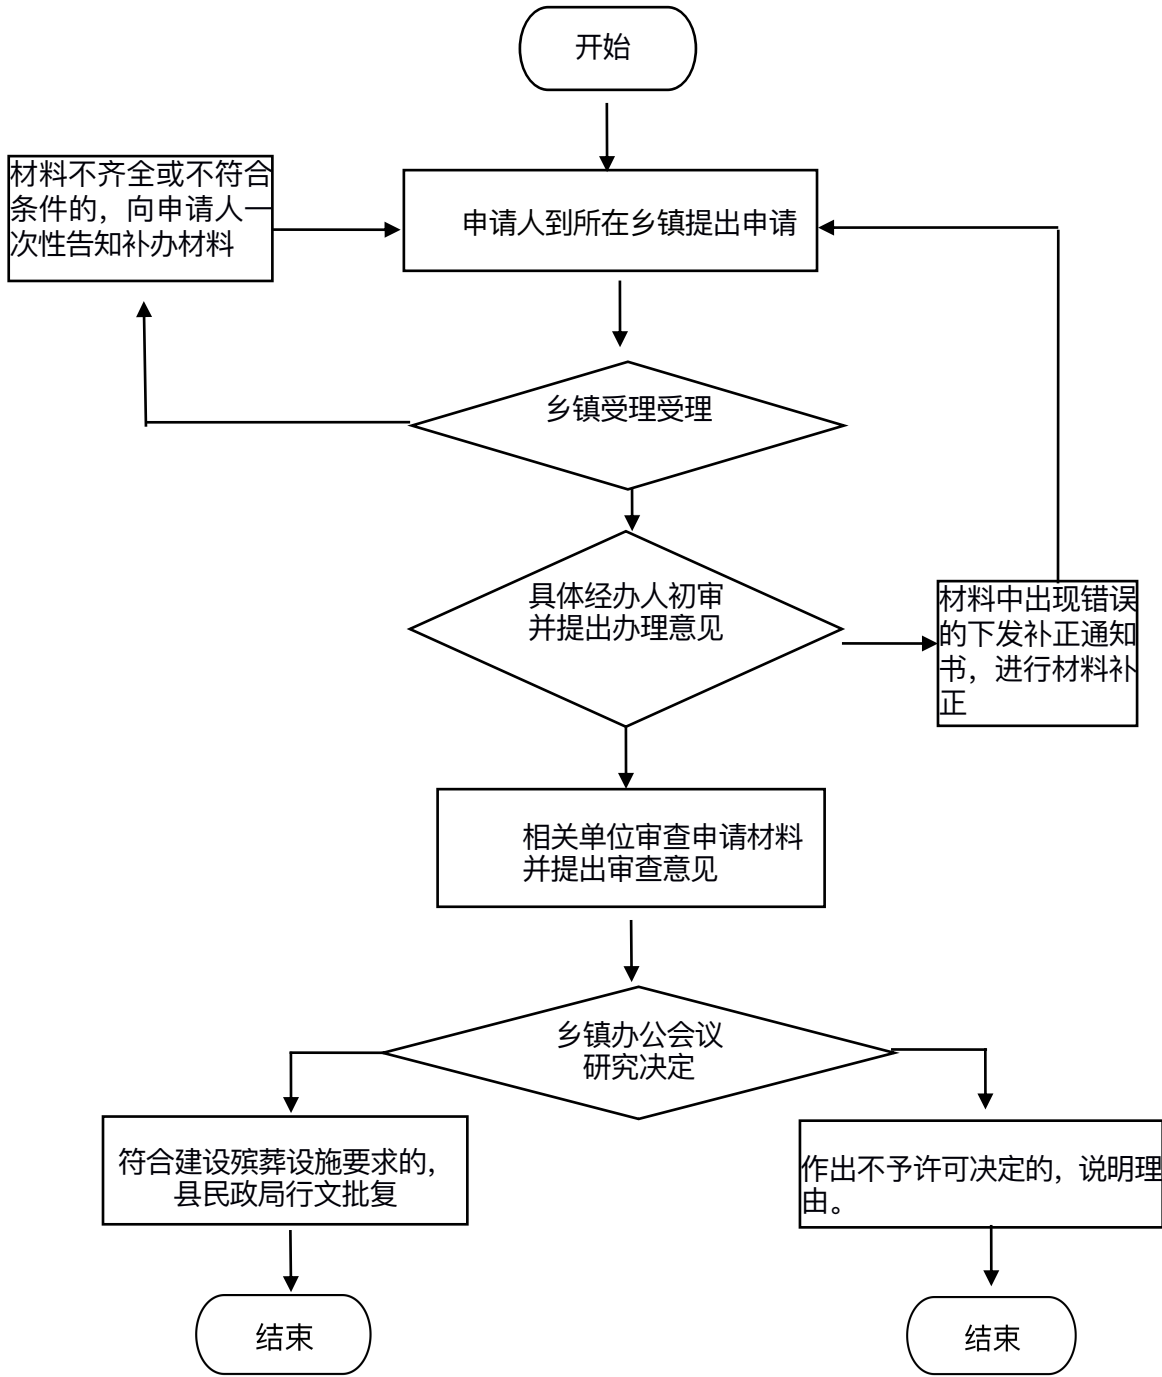 开始
材料不齐全或不符合
条件的，向申请人一
次性告知补办材料
申请人到所在乡镇提出申请
乡镇受理受理
具体经办人初审
并提出办理意见
材料中出现错误
的下发补正通知
书，进行材料补
正
相关单位审查申请材料
并提出审查意见
乡镇办公会议
研究决定
符合建设殡葬设施要求的，
县民政局行文批复
作出不予许可决定的，说明理
由。
结束
结束